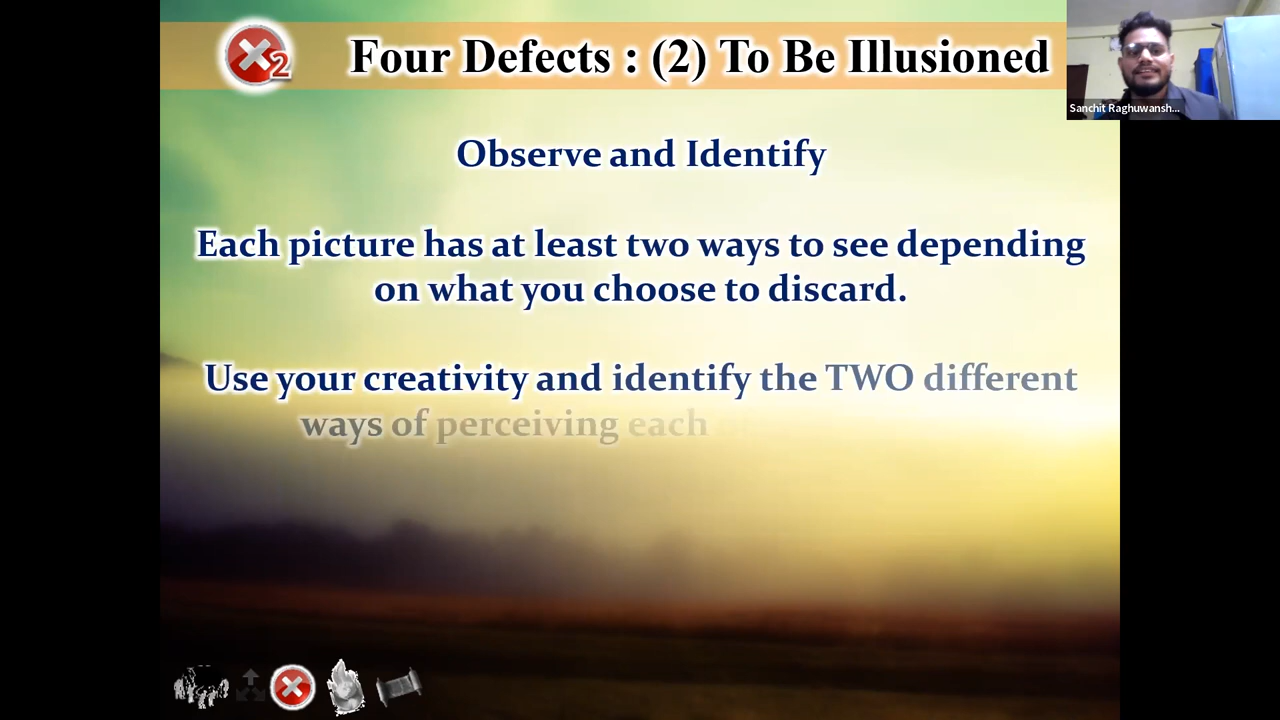 Four Defects : (2) To Be Illusioned
2
Sanchit Raghuwansh...
Observe and Identify
Each picture has at least two ways to see depending
on what you choose to discard.
Use your creativity and identify the TWO different
ways of perceiving each